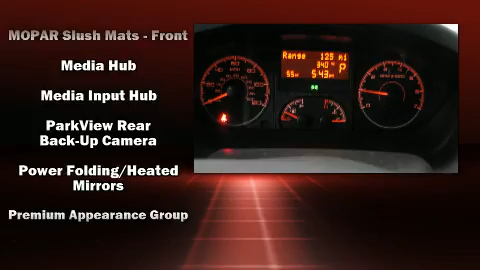 MOPAR Slush Mats - Front
Media Hub
Media Input Hub
ParkView Rear
Back-Up Camera
Power Folding/Heated
Mirrors
Premium Appearance Group
Range 125 mi
P
5:43